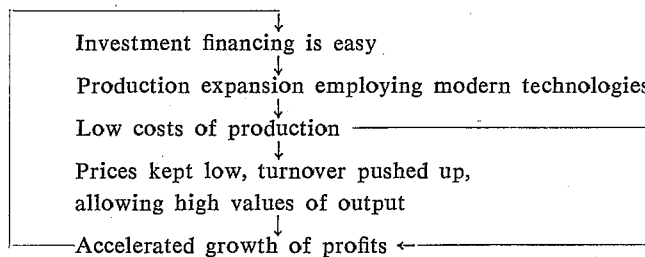 Investment financing is easy
Production expansion employing modern technologies
Low costs of production
Prices kept low, turnover pushed up,
allowing high values of output
Accelerated growth of profits